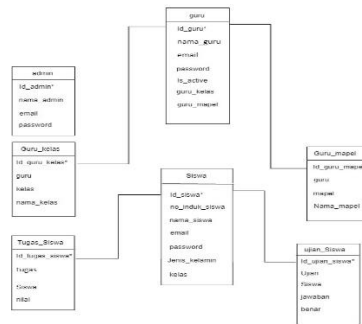 guru
id_guru*
nama_guru
email
password
is_active
guru_kelas
guru_mapel
admin
Id_admin*
nama_admin
email
password
Guru_kelas
Id_guru_kelas*
guru
kelas
nama_kelas
Siswa
Id_siswa*
no_induk_siswa
nama_siswa
email
password
Jenis_kelamin
kelas
Guru_mapel
Id_guru_mapel
guru
mapel
Nama_mapel
Tugas_Siswa
Id_tugas_siswa*
Tugas
Siswa
nilai
ujian_Siswa
Id_ujian_siswa*
Ujian
Siswa
jawaban
benar